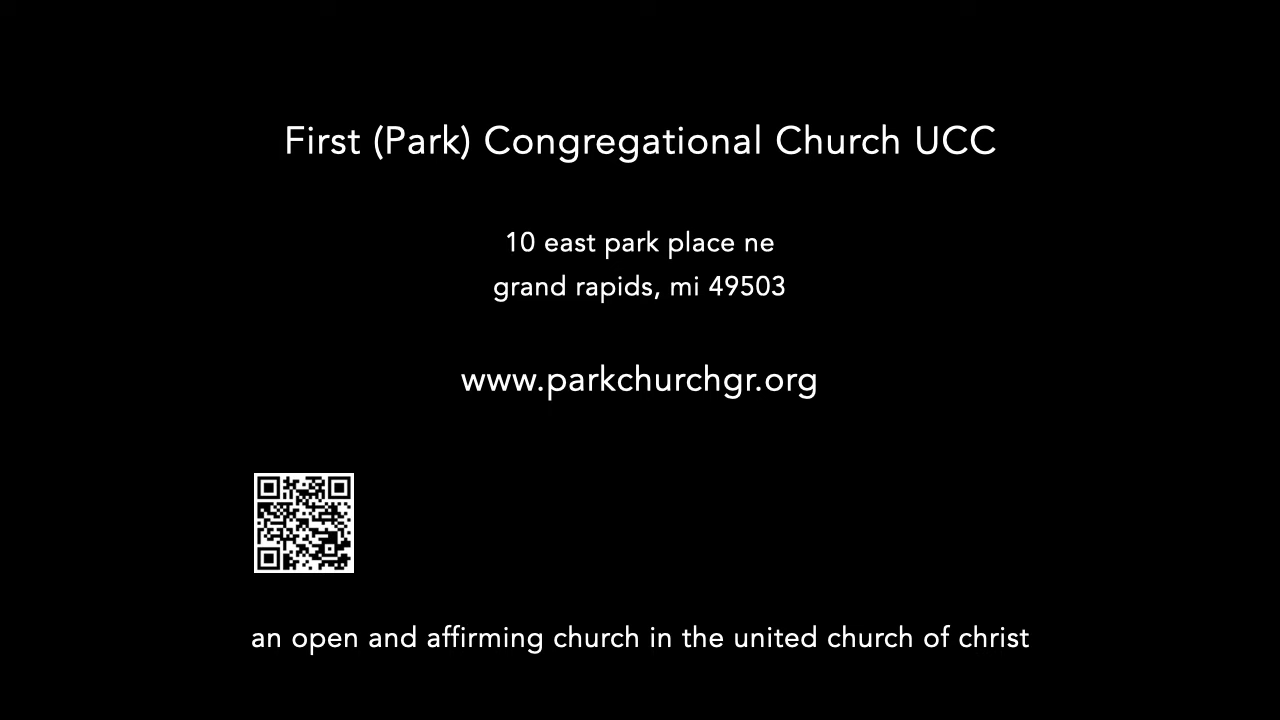 First (Park) Congregational Church UCC
10 east park place ne
grand rapids, mi 49503
www.parkchurchgr.org
an open and affirming church in the united church of christ